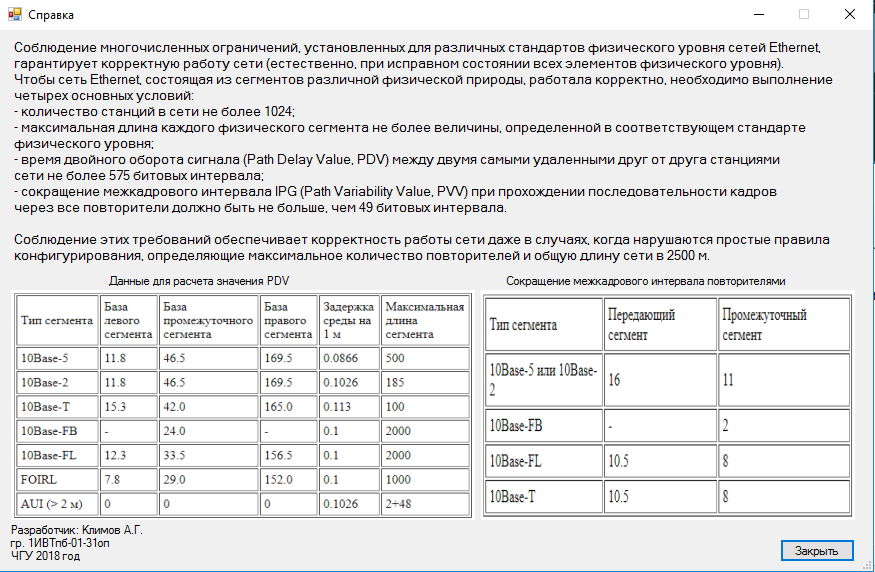 Справка
Соблюдение многочисленных ограничений, установленных для различных стандартов физического уровня сетей Ethernet,
гарантирует корректную работу сети (естественно, при исправном состоянии всех элементов физического уровня).
Чтобы сеть Ethernet, состоящая из сегментов различной физической природы, работала корректно, необходимо выполнение
четырех основных условий:
- количество станций в сети не более 1024;
- максимальная длина каждого физического сегмента не более величины, определенной в соответствующем стандарте
физического уровня;
- время двойного оборота сигнала (Path Delay Value, PDV) между двумя самыми удаленными друг от друга станциями
сети не более 575 битовых интервала;
- сокращение межкадрового интервала IPG (Path Variability Value, PVV) при прохождении последовательности кадров
через все повторители должно быть не больше, чем 49 битовых интервала.
Соблюдение этих требований обеспечивает корректность работы сети даже в случаях, когда нарушаются простые правила
конфигурирования, определяющие максимальное количество повторителей и общую длину сети в 2500 м.
Данные для расчета значения PDV
Тип сегмента База левого сегмента База промежуточного сегмента База правого сегмента Задержка среды на 1 м Максимальная длина сегмента
10Base-5 11.8 46.5 169.5 0.0866 500
10Base-2 11.8 46.5 169.5 0.1026 185
10Base-T 15.3 42.0 165.0 0.113 100
10Base-FB - 24.0 - 0.1 2000
10Base-FL 12.3 33.5 156.5 0.1 2000
FOIRL 7.8 29.0 152.0 0.1 1000
AUI (> 2 м) 0 0 0 0.1026 2+48
Сокращение межкадрового интервала повторителями
Тип сегмента Передающий сегмент Промежуточный сегмент
10Base-5 или 10Base-2 16 11
10Base-FB - 2
10Base-FL 10.5 8
10Base-T 10.5 8
Разработчик: Климов А.Г.
гр. 1ИВТпб-01-31оп
ЧГУ 2018 год
Закрыть